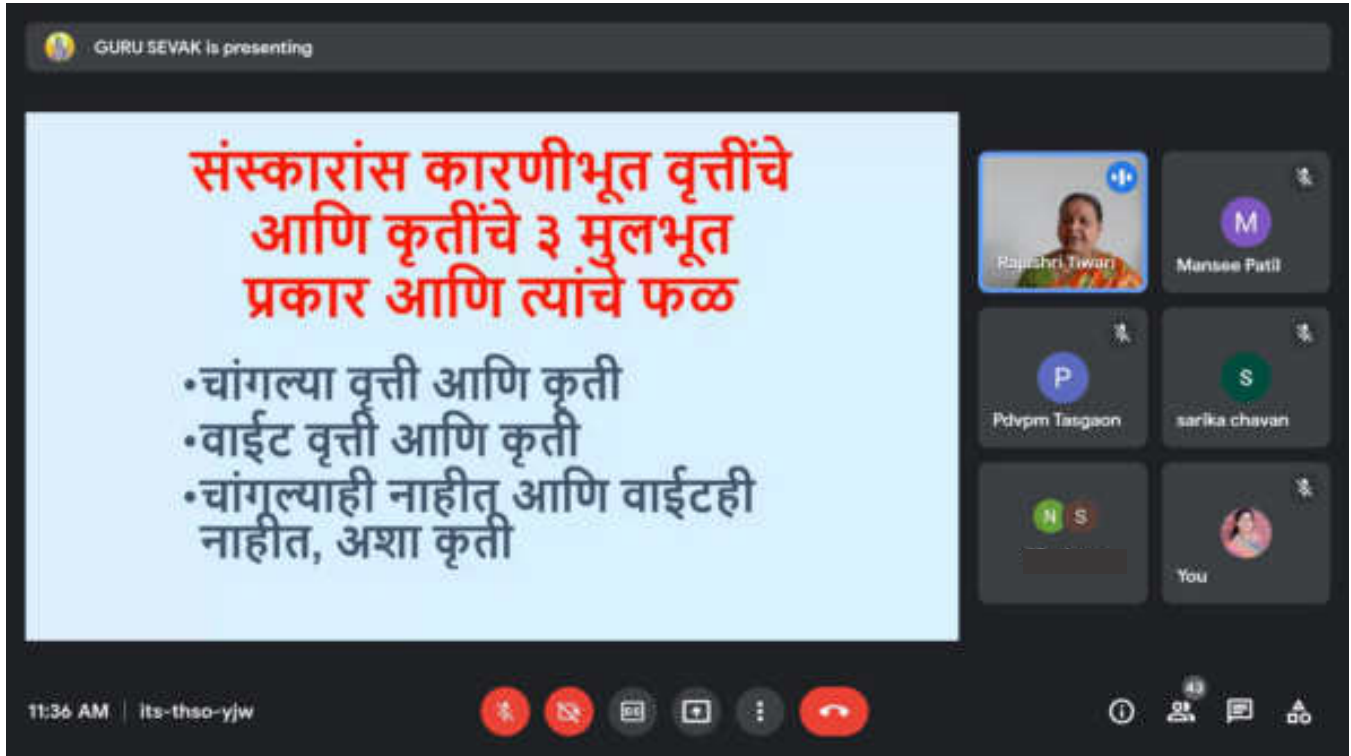 GURU SEVAK is presenting
संस्कारांस कारणीभूत वृत्तींचे
आणि कृतींचे ३ मुलभूत
प्रकार आणि त्यांचे फळ
•चांगल्या वृत्ती आणि कृती
•वाईट वृत्ती आणि कृती
•चांगल्याही नाहीत आणि वाईटही
नाहीत, अशा कृती
Rajashri Tiwari
M
Mansee Patil
P
Pdvpm Tasgaon
S
sarika chavan
N S
You
11:36 AM | its-thso-yjw
43